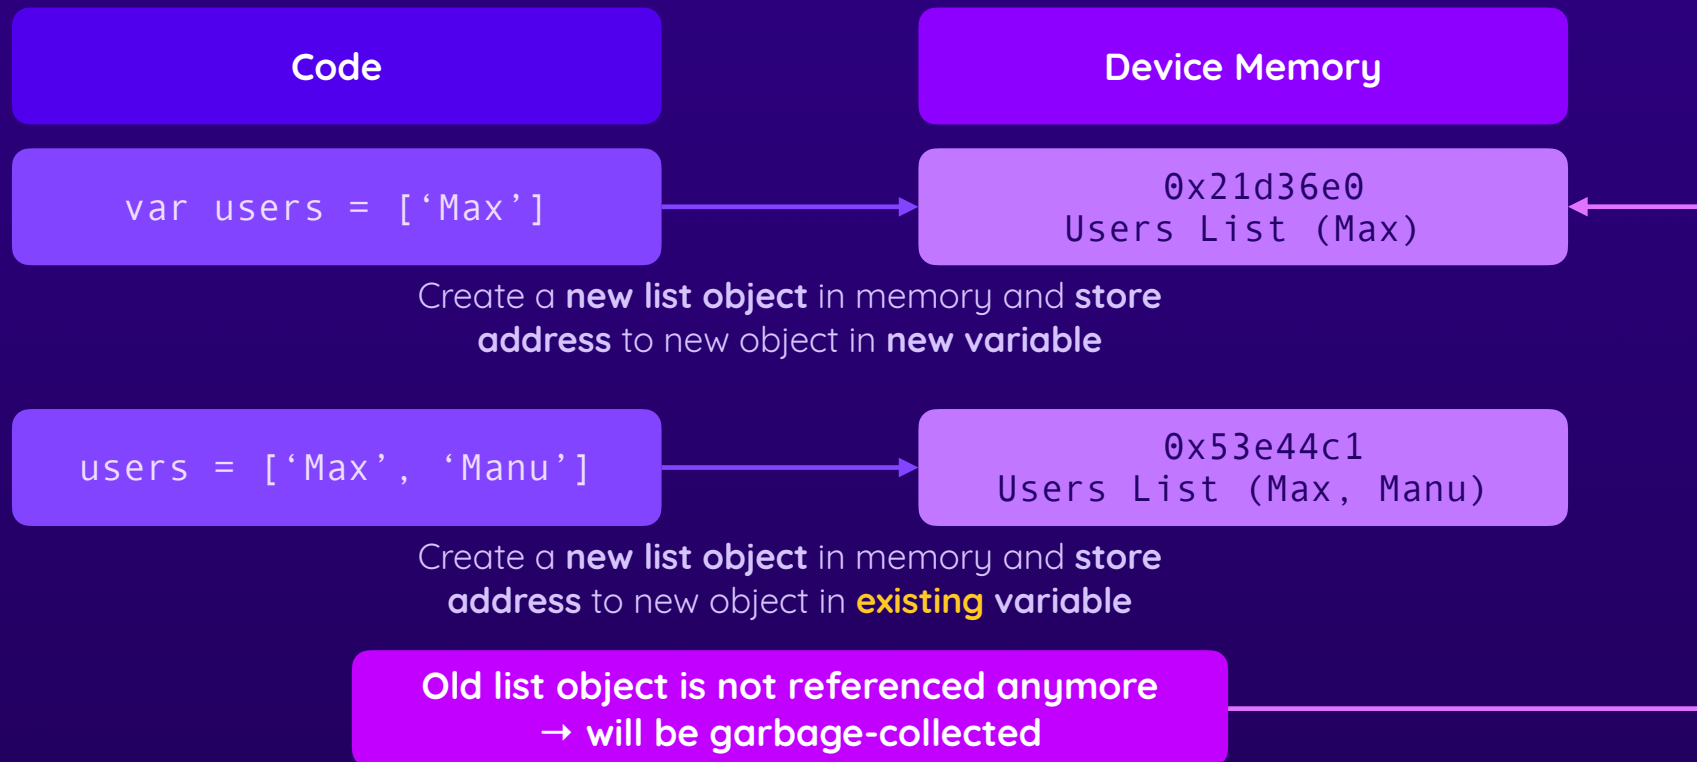 Code
Device Memory
var users = [‘Max’]
0x21d36e0
Users List (Max)
Create a new list object in memory and store
address to new object in new variable
users = [‘Max’, ‘Manu’]
0x53e44c1
Users List (Max, Manu)
Create a new list object in memory and store
address to new object in existing variable
Old list object is not referenced anymore
→ will be garbage-collected